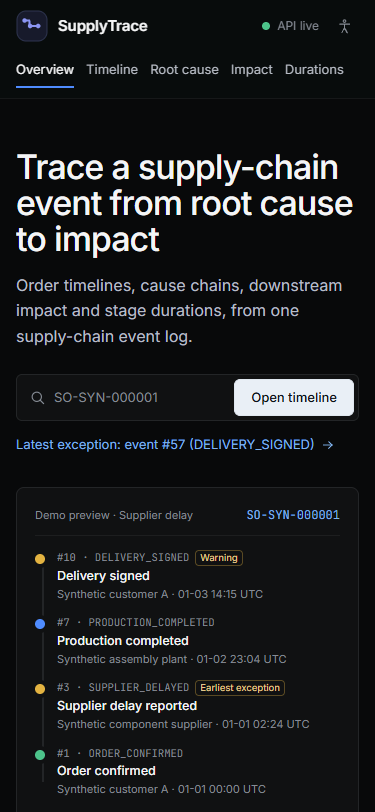 SupplyTrace
API live
Overview Timeline Root cause Impact Durations
Trace a supply-chain
event from root cause
to impact
Order timelines, cause chains, downstream
impact and stage durations, from one
supply-chain event log.
SO-SYN-000001 Open timeline
Latest exception: event #57 (DELIVERY_SIGNED) →
Demo preview · Supplier delay SO-SYN-000001
#10 · DELIVERY_SIGNED Warning
Delivery signed
Synthetic customer A · 01-03 14:15 UTC
#7 · PRODUCTION_COMPLETED
Production completed
Synthetic assembly plant · 01-02 23:04 UTC
#3 · SUPPLIER_DELAYED Earliest exception
Supplier delay reported
Synthetic component supplier · 01-01 02:24 UTC
#1 · ORDER_CONFIRMED
Order confirmed
Synthetic customer A · 01-01 00:00 UTC